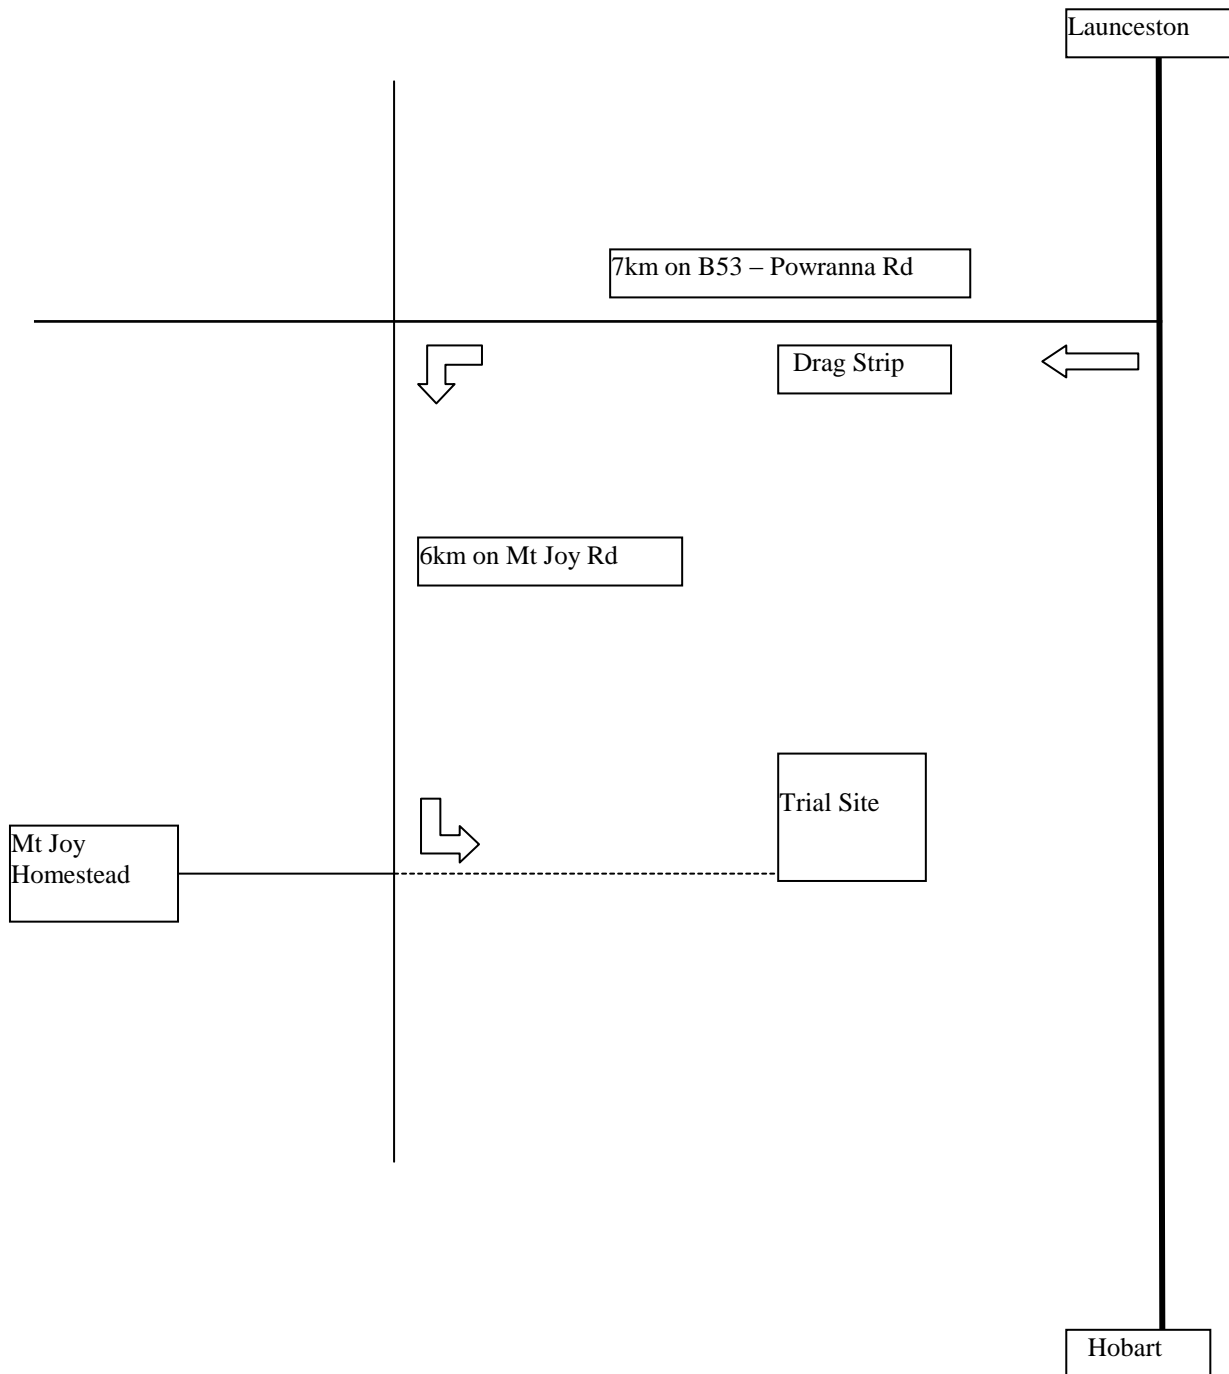 Launceston
7km on B53 – Powranna Rd
Drag Strip
6km on Mt Joy Rd
Trial Site
Mt Joy
Homestead
Hobart